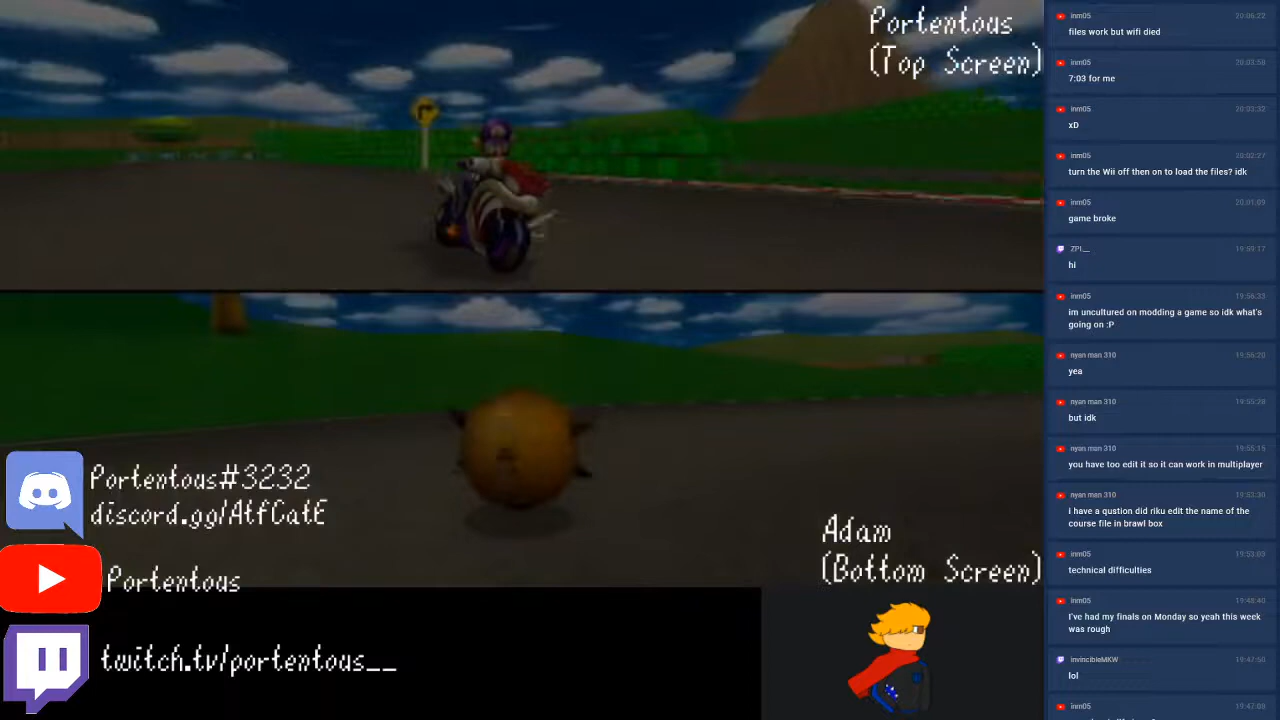 Portentous
(Top Screen)
Portentous#3232
discord.gg/AtfCatE
Adam
(Bottom Screen)
Portentous
twitch.tv/portentous__
inm05 20:06:22
files work but wifi died
inm05 20:03:58
7:03 for me
inm05 20:03:32
xD
inm05 20:02:27
turn the Wii off then on to load the files? idk
inm05 20:01:09
game broke
ZPL__
hi
inm05 19:56:33
im uncultured on modding a game so idk what's
going on :P
nyan man 310 19:56:20
yea
nyan man 310 19:55:28
but idk
nyan man 310 19:55:15
you have too edit it so it can work in multiplayer
nyan man 310 19:53:30
i have a qustion did riku edit the name of the
course file in brawl box
inm05 19:53:03
technical difficulties
inm05 19:48:40
I've had my finals on Monday so yeah this week
was rough
invincibleMKW 19:47:50
lol
inm05 19:47:08